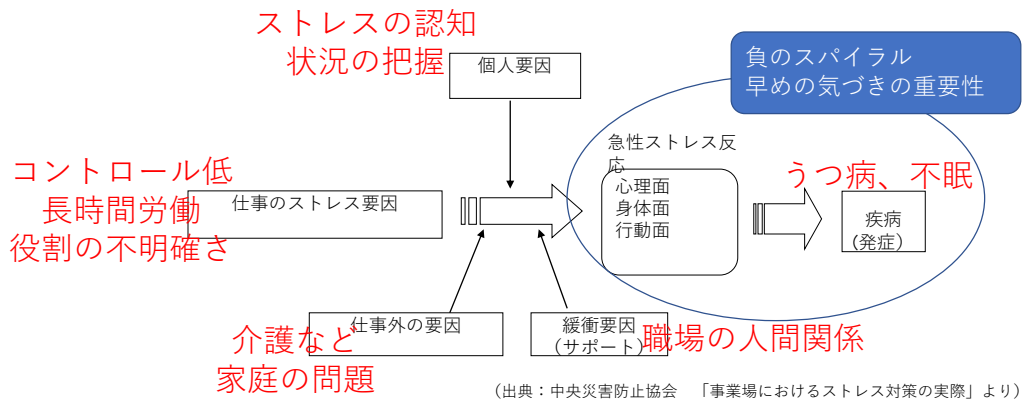 ストレスの認知
状況の把握
個人要因
負のスパイラル
早めの気づきの重要性
コントロール低
長時間労働
役割の不明確さ
仕事のストレス要因
急性ストレス反
応
心理面
身体面
行動面
うつ病、不眠
疾病
(発症)
仕事外の要因
介護など
家庭の問題
緩衝要因
(サポート)
職場の人間関係
(出典：中央災害防止協会　「事業場におけるストレス対策の実際」より)